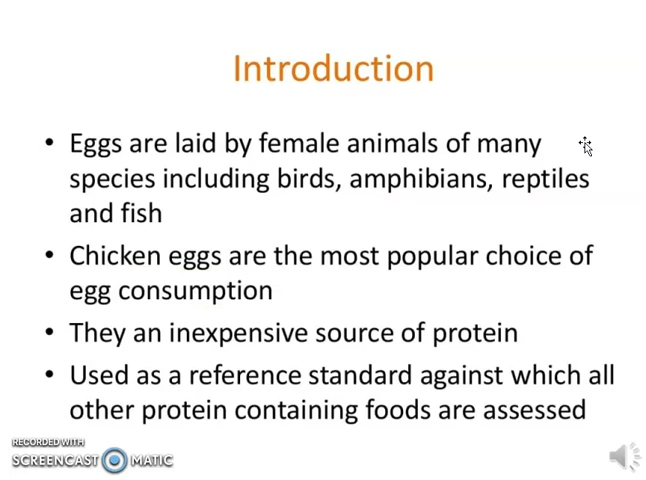 Introduction
• Eggs are laid by female animals of many
species including birds, amphibians, reptiles
and fish
• Chicken eggs are the most popular choice of
egg consumption
• They an inexpensive source of protein
• Used as a reference standard against which all
other protein containing foods are assessed
RECORDED WITH
SCREENCAST MATIC